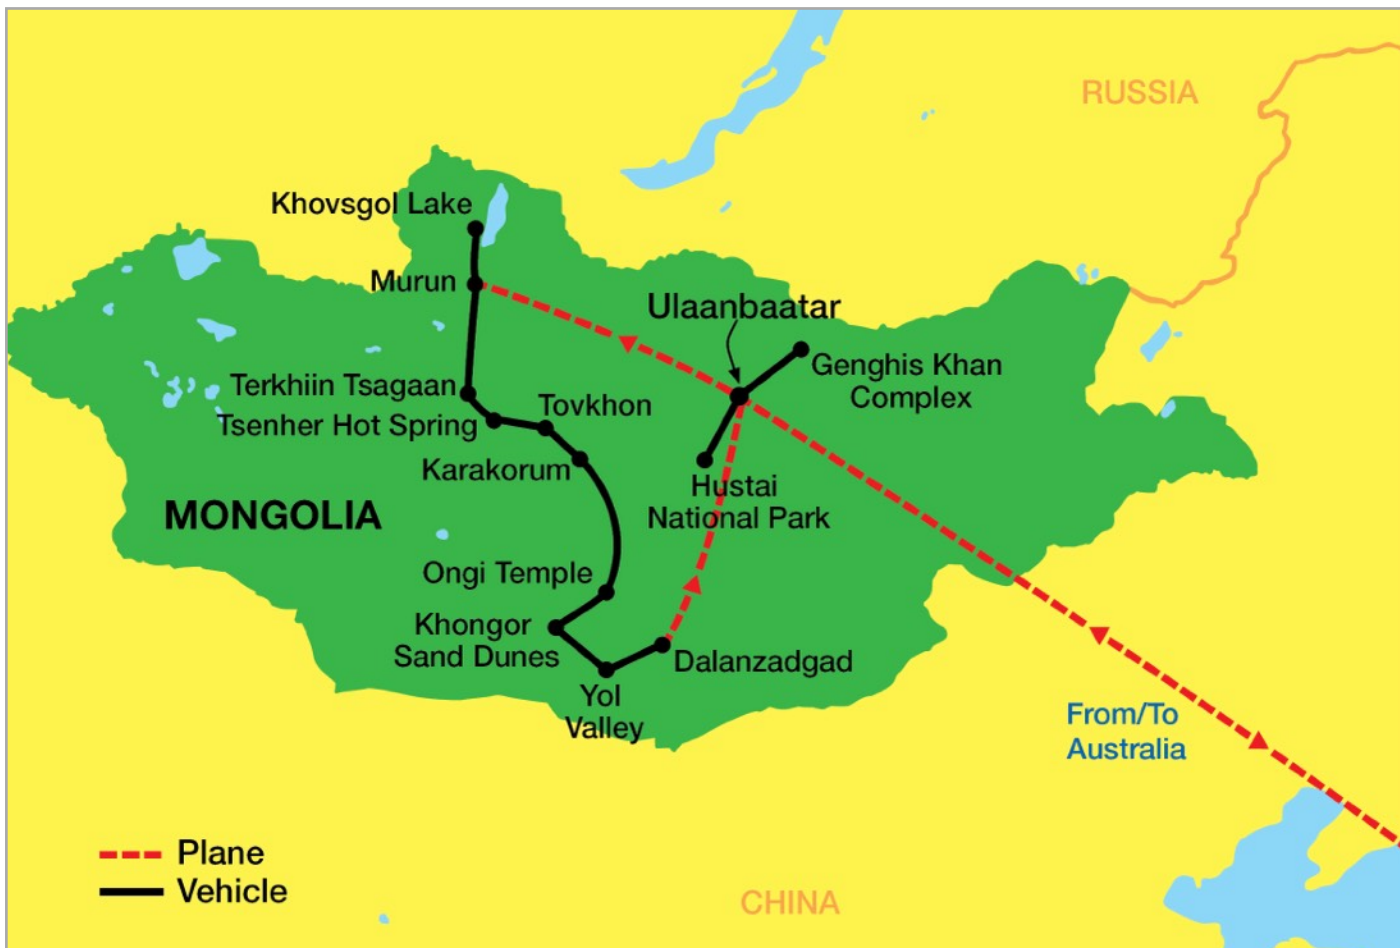 RUSSIA
Khovsgol Lake
Murun
Ulaanbaatar
Genghis Khan
Complex
Terkhiin Tsagaan
Tovkhon
Tsenher Hot Spring
Karakorum
Hustai
National Park
MONGOLIA
Ongi Temple
Khongor
Sand Dunes
Dalanzadgad
Yol
Valley
From/To
Australia
Plane
Vehicle
CHINA